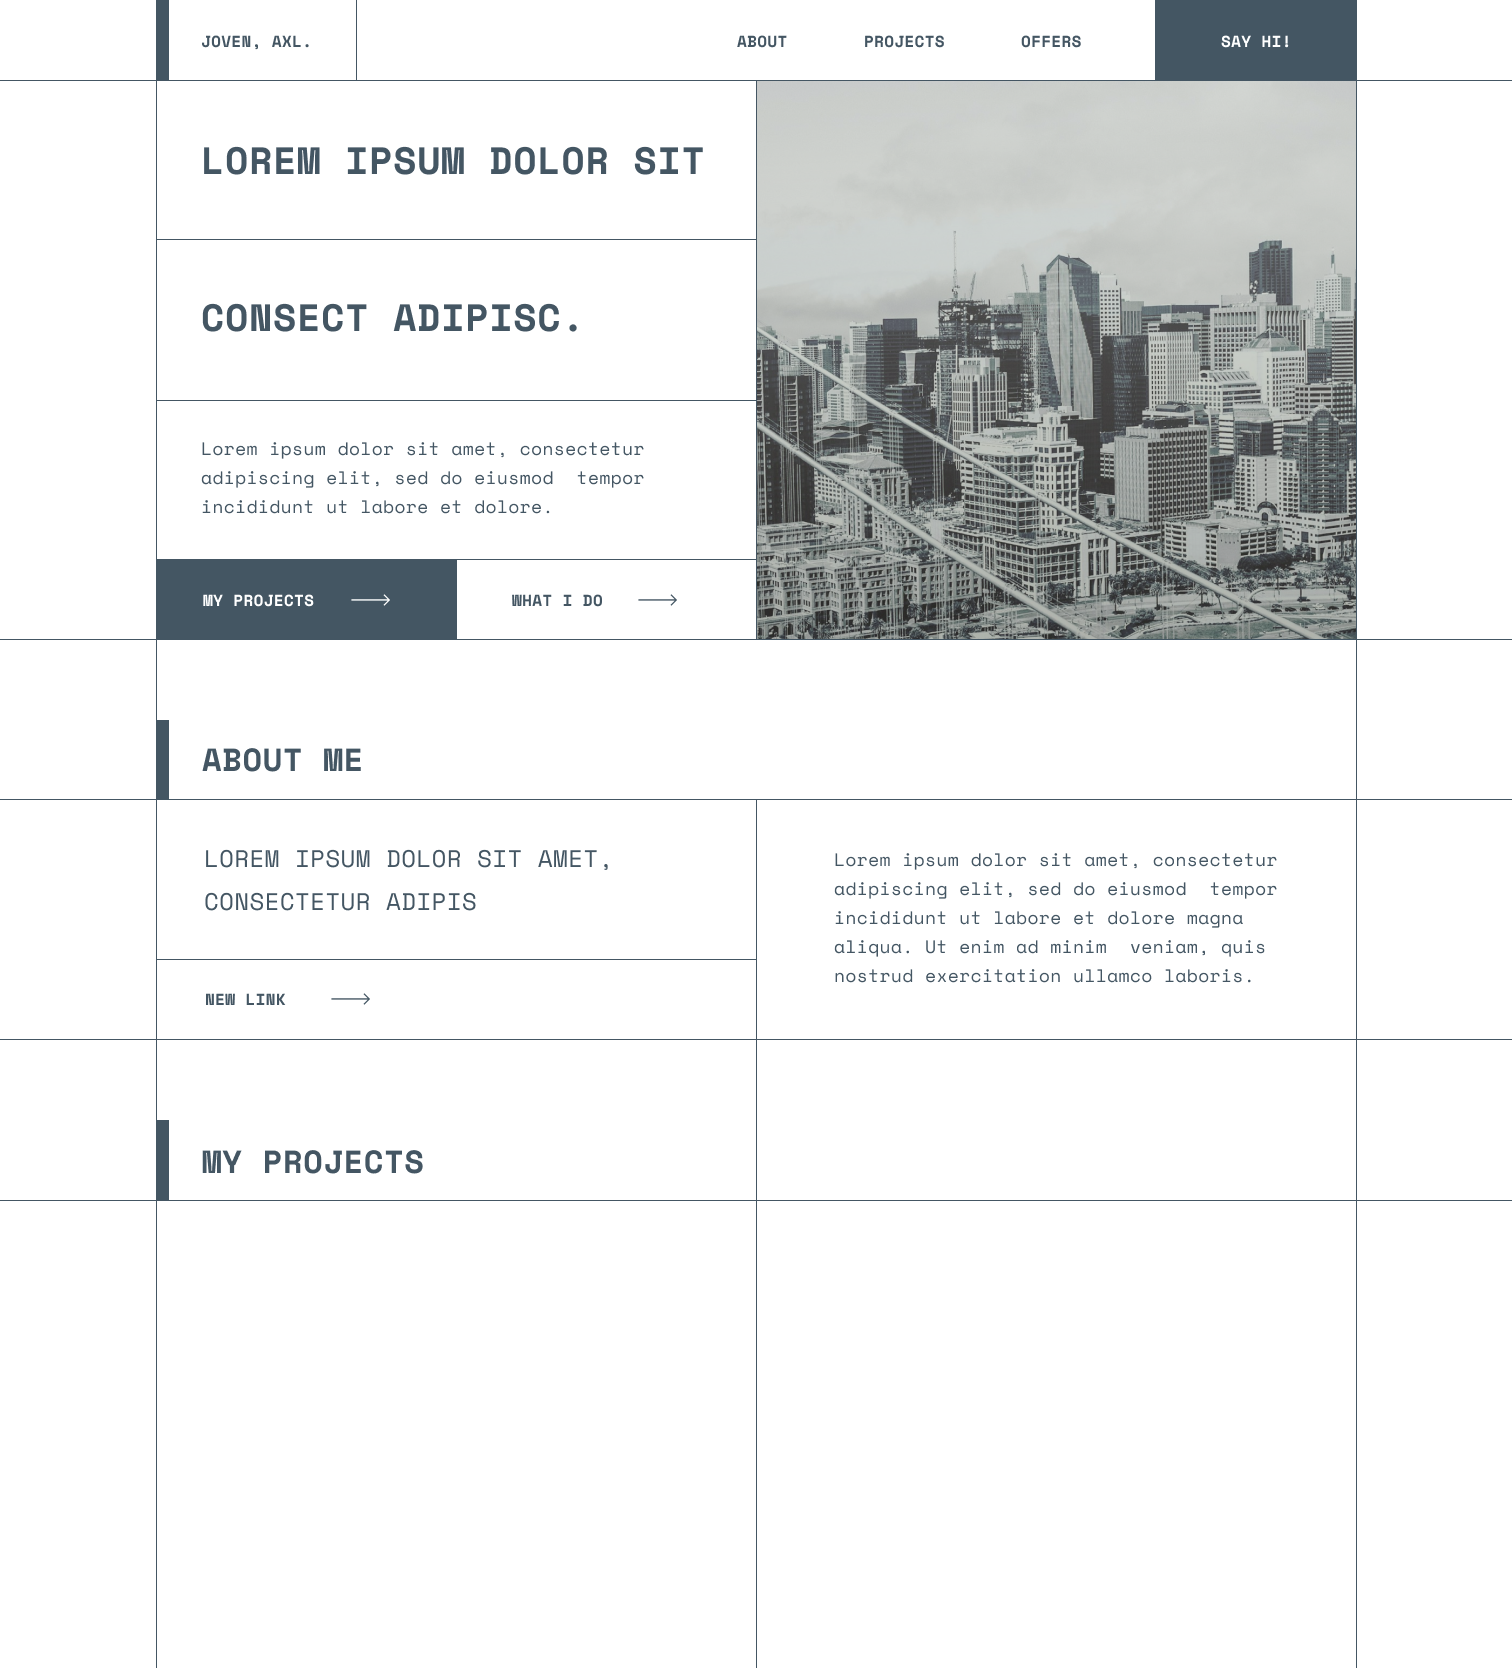 JOVEN, AXL.
ABOUT
PROJECTS
OFFERS
SAY HI!
LOREM IPSUM DOLOR SIT
CONSECT ADIPISC.
Lorem ipsum dolor sit amet, consectetur
adipiscing elit, sed do eiusmod  tempor
incididunt ut labore et dolore.
MY PROJECTS
WHAT I DO
ABOUT ME
LOREM IPSUM DOLOR SIT AMET,
CONSECTETUR ADIPIS
NEW LINK
Lorem ipsum dolor sit amet, consectetur
adipiscing elit, sed do eiusmod  tempor
incididunt ut labore et dolore magna
aliqua. Ut enim ad minim  veniam, quis
nostrud exercitation ullamco laboris.
MY PROJECTS